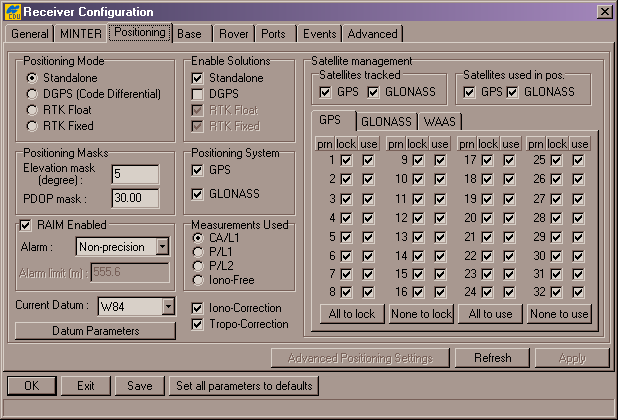 Receiver Configuration
General MINTER Positioning Base Rover Ports Events Advanced
Positioning Mode
Standalone
DGPS (Code Differential)
RTK Float
RTK Fixed
Enable Solutions
Standalone
DGPS
RTK Float
RTK Fixed
Positioning Masks
Elevation mask
(degree) :
5
PDOP mask :
30.00
Positioning System
GPS
GLONASS
RAIM Enabled
Alarm :
Non-precision
Alarm limit (m) :
555.6
Measurements Used
CA/L1
P/L1
P/L2
Iono-Free
Current Datum :
W84
Datum Parameters
Iono-Correction
Tropo-Correction
Satellite management
Satellites tracked
GPS GLONASS
Satellites used in pos.
GPS GLONASS
GPS GLONASS WAAS
prn lock use prn lock use prn lock use prn lock use
1 9 17 25
2 10 18 26
3 11 19 27
4 12 20 28
5 13 21 29
6 14 22 30
7 15 23 31
8 16 24 32
All to lock None to lock All to use None to use
Advanced Positioning Settings Refresh Apply
OK Exit Save Set all parameters to defaults